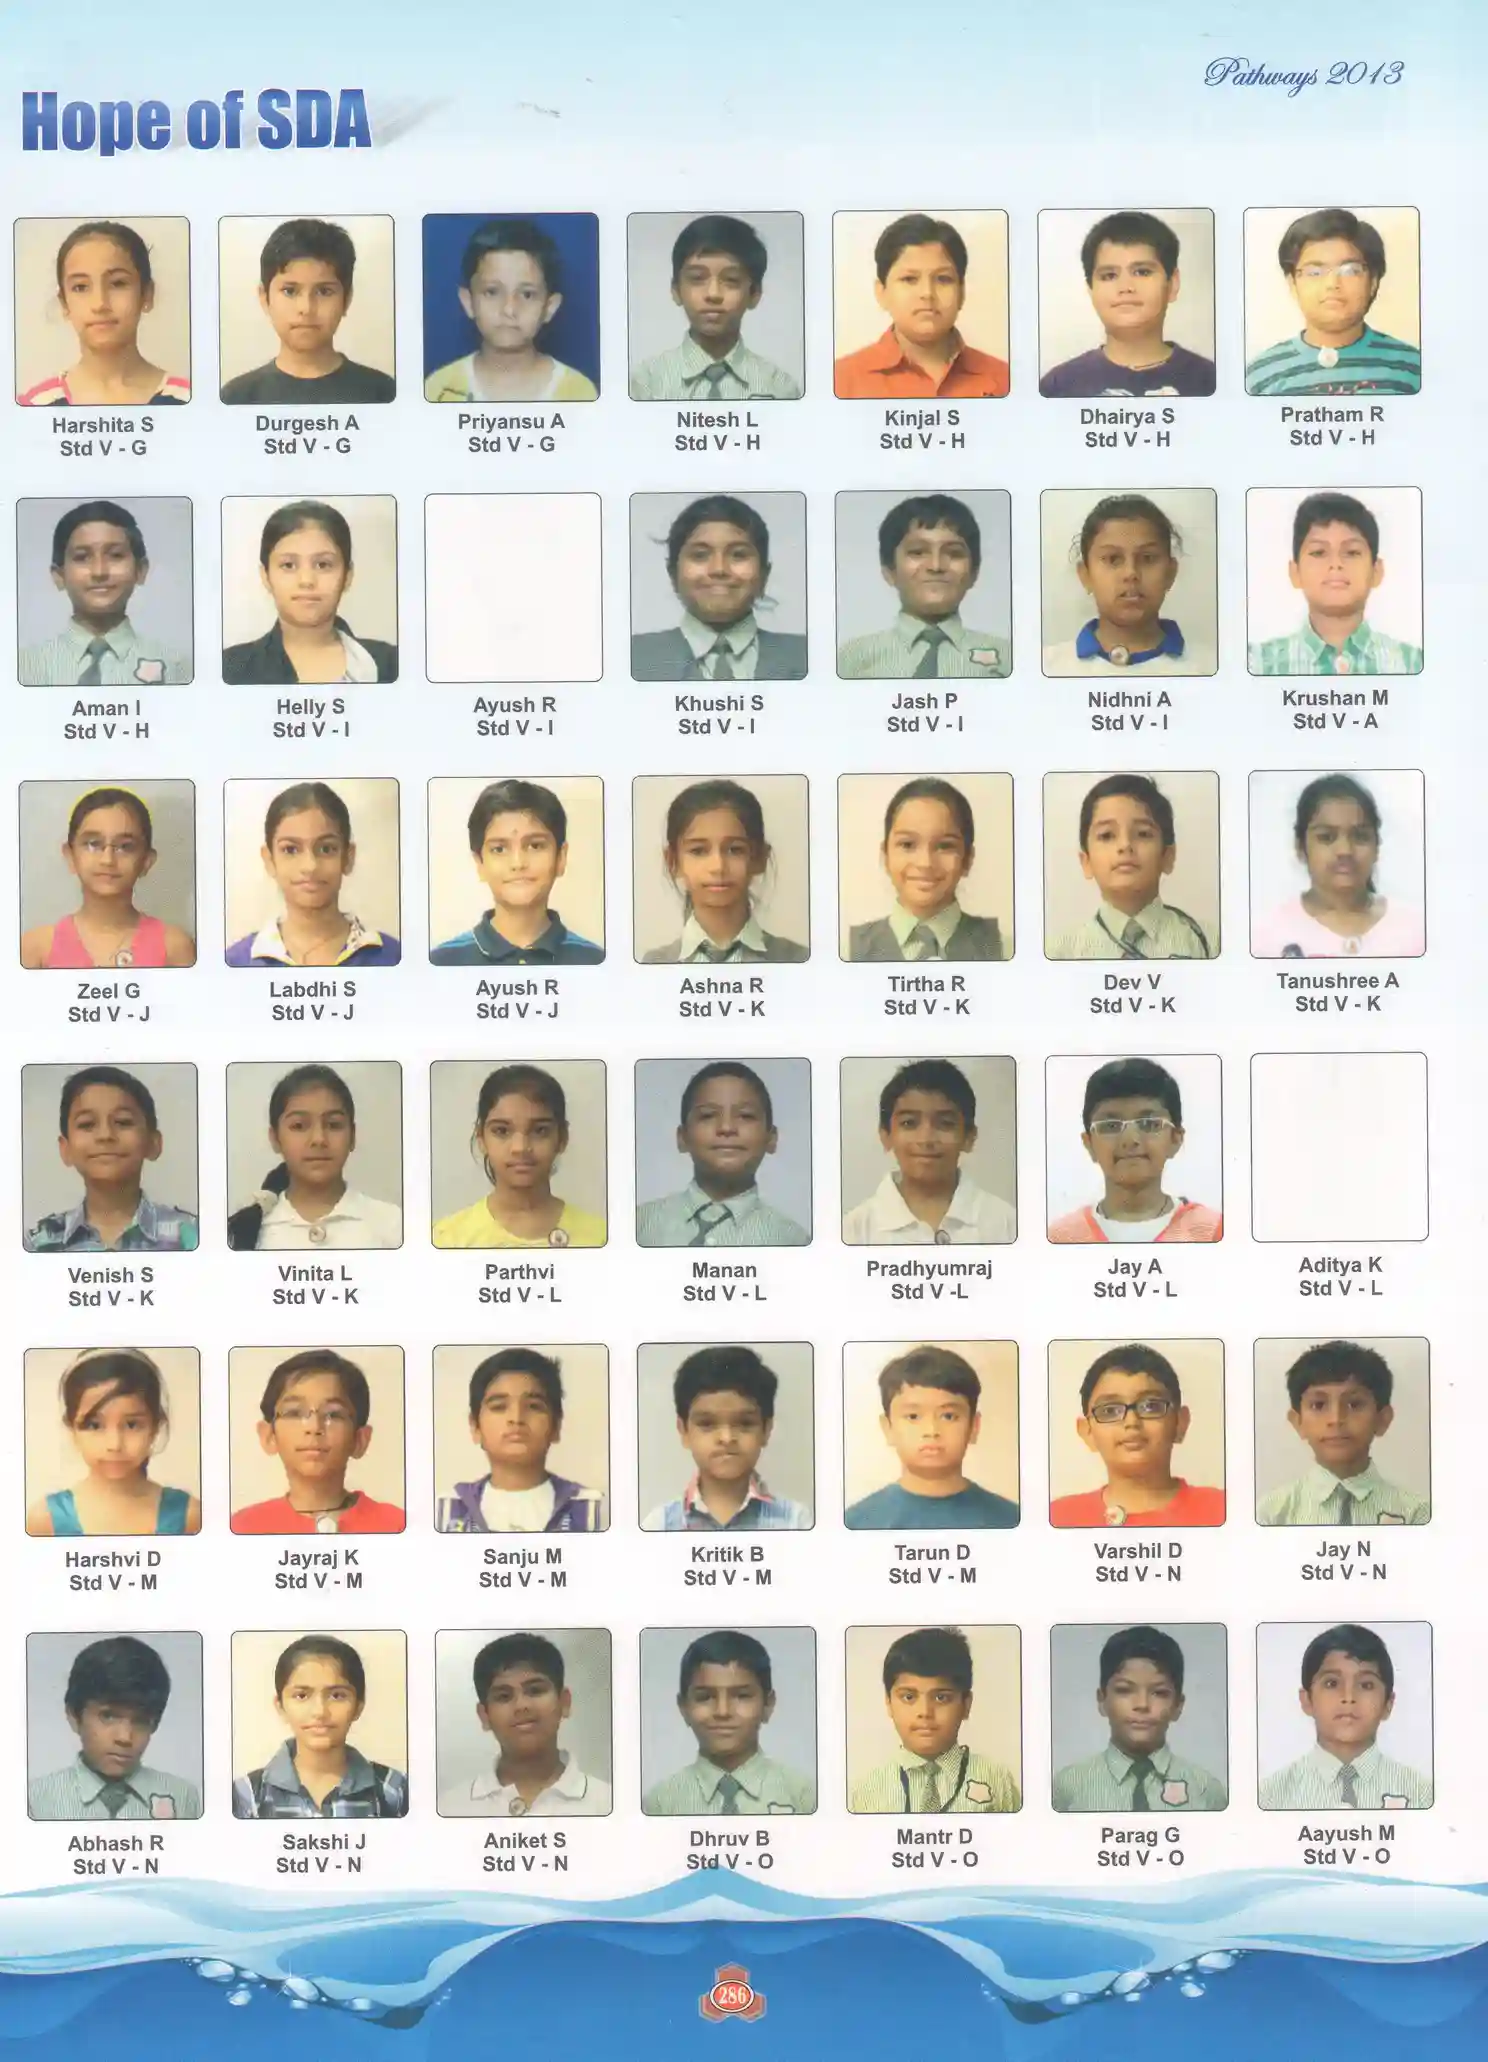 Pathways 2013
Hope of SDA
Harshita S
Std V - G
Durgesh A
Std V - G
Priyansu A
Std V - G
Nitesh L
Std V - H
Kinjal S
Std V - H
Dhairya S
Std V - H
Pratham R
Std V - H
Aman I
Std V - H
Helly S
Std V - I
Ayush R
Std V - I
Khushi S
Std V - I
Jash P
Std V - I
Nidhni A
Std V - I
Krushan M
Std V - A
Zeel G
Std V - J
Labdhi S
Std V - J
Ayush R
Std V - J
Ashna R
Std V - K
Tirtha R
Std V - K
Dev V
Std V - K
Tanushree A
Std V - K
Venish S
Std V - K
Vinita L
Std V - K
Parthvi
Std V - L
Manan
Std V - L
Pradhyumraj
Std V -L
Jay A
Std V - L
Aditya K
Std V - L
Harshvi D
Std V - M
Jayraj K
Std V - M
Sanju M
Std V - M
Kritik B
Std V - M
Tarun D
Std V - M
Varshil D
Std V - N
Jay N
Std V - N
Abhash R
Std V - N
Sakshi J
Std V - N
Aniket S
Std V - N
Dhruv B
Std V - O
Mantr D
Std V - O
Parag G
Std V - O
Aayush M
Std V - O
286